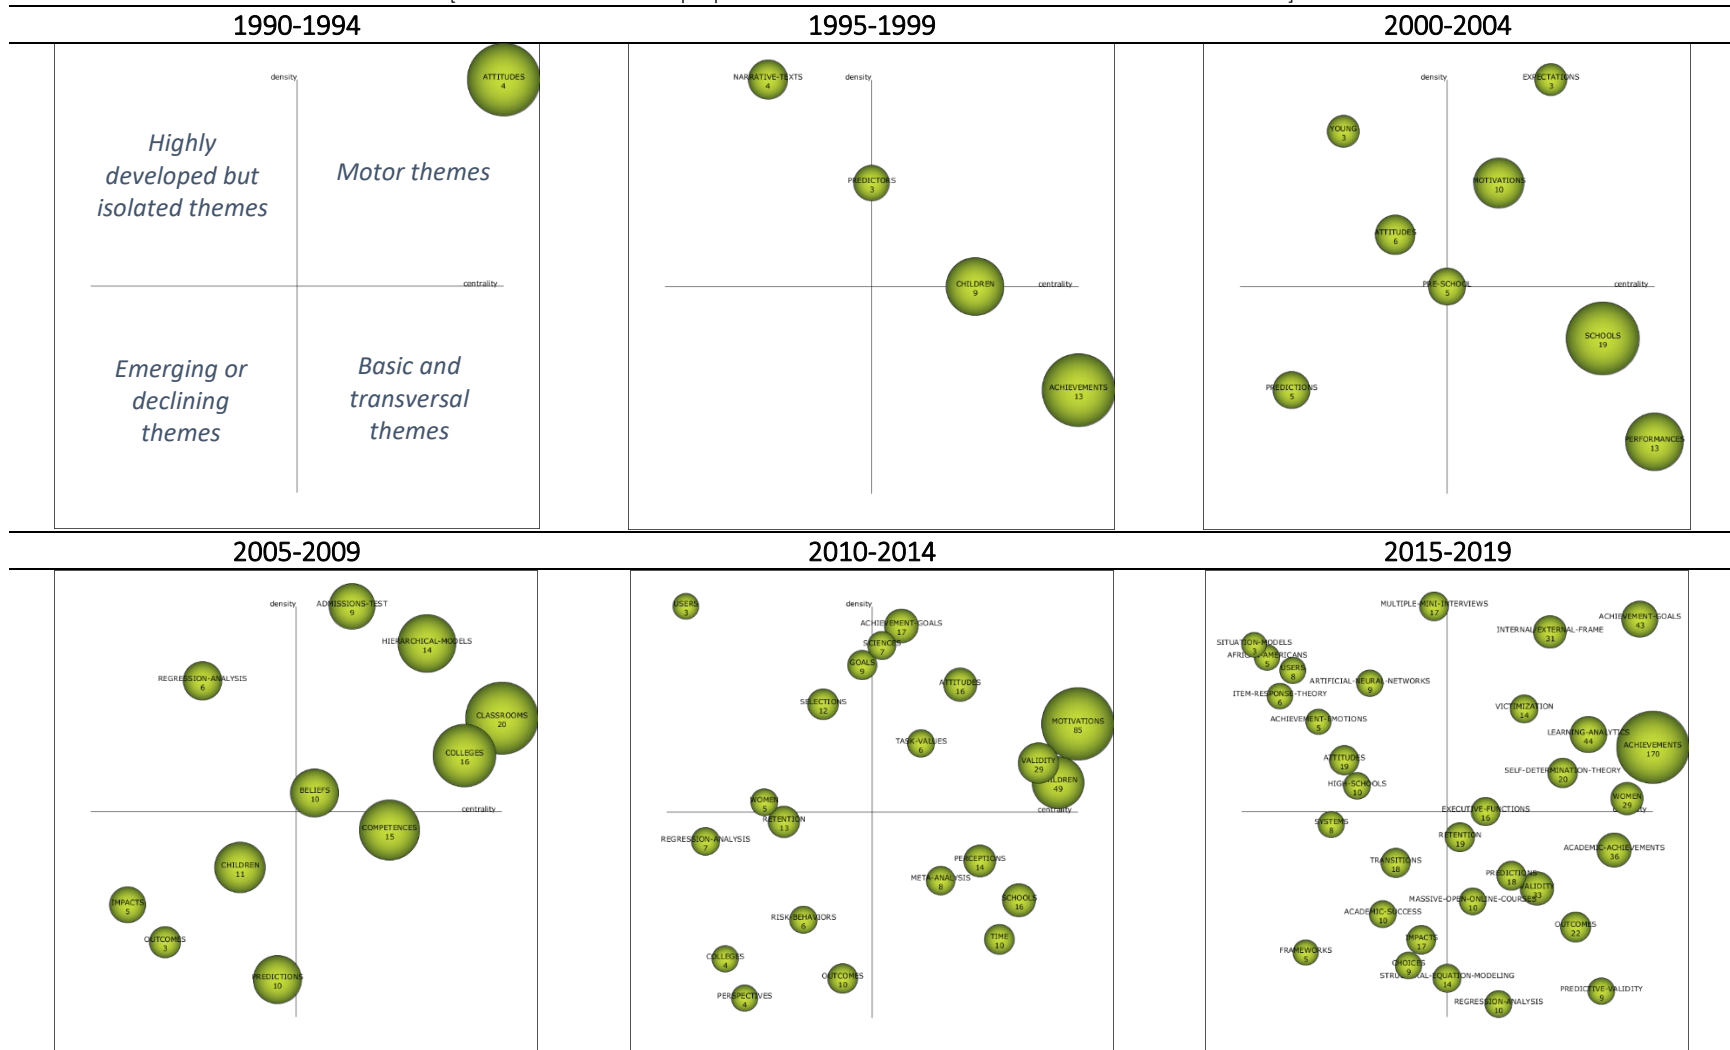 1990-1994
1995-1999
2000-2004
ATTITUDES
4
density
Highly
developed but
isolated themes
Motor themes
centrality
Emerging or
declining
themes
Basic and
transversal
themes
NARRATIVE-TEXTS
4
density
PREDICTORS
3
CHILDREN
9
centrality
ACHIEVEMENTS
13
density
EXPECTATIONS
3
YOUNG
3
MOTIVATIONS
10
ATTITUDES
6
PRE-SCHOOL
5
centrality
SCHOOLS
19
PREDICTIONS
5
PERFORMANCES
13
2005-2009
2010-2014
2015-2019
density
ADMISSIONS-TEST
9
HIERARCHICAL-MODELS
14
REGRESSION-ANALYSIS
6
CLASSROOMS
20
COLLEGES
16
BELIEFS
10
centrality
COMPETENCES
15
CHILDREN
11
IMPACTS
5
OUTCOMES
3
PREDICTIONS
10
USERS
3
density
ACHIEVEMENT-GOALS
17
SCIENCES
7
GOALS
9
ATTITUDES
16
SELECTIONS
12
MOTIVATIONS
85
TASK-VALUES
6
VALIDITY
29
ILDREN
49
WOMEN
5
centrality
RETENTION
13
REGRESSION-ANALYSIS
7
PERCEPTIONS
14
META-ANALYSIS
8
SCHOOLS
16
RISK-BEHAVIORS
6
TIME
10
COLLEGES
4
OUTCOMES
10
PERSPECTIVES
4
MULTIPLE-MINI-INTERVIEWS
17
ACHIEVEMENT-GOALS
43
INTERNAL/EXTERNAL-FRAME
31
SITUATION-MODELS
3
5
USERS
8
ARTIFICIAL-NEURAL-NETWORKS
9
ITEM-RESPONSE-THEORY
6
VICTIMIZATION
14
ACHIEVEMENT-EMOTIONS
5
LEARNING-ANALYTICS
44
ACHIEVEMENTS
170
ATTITUDES
19
SELF-DETERMINATION-THEORY
20
HIGH-SCHOOLS
10
WOMEN
29
EXECUTIVE-FUNCTIONS
16
SYSTEMS
8
RETENTION
19
ACADEMIC-ACHIEVEMENTS
36
TRANSITIONS
18
PREDICTIONS
18
VALIDITY
33
MASSIVE-OPEN-ONLINE-COURSES
10
ACADEMIC-SUCCESS
10
OUTCOMES
22
IMPACTS
17
FRAMEWORKS
5
CHOICES
9
14
PREDICTIVE-VALIDITY
9
REGRESSION-ANALYSIS
10